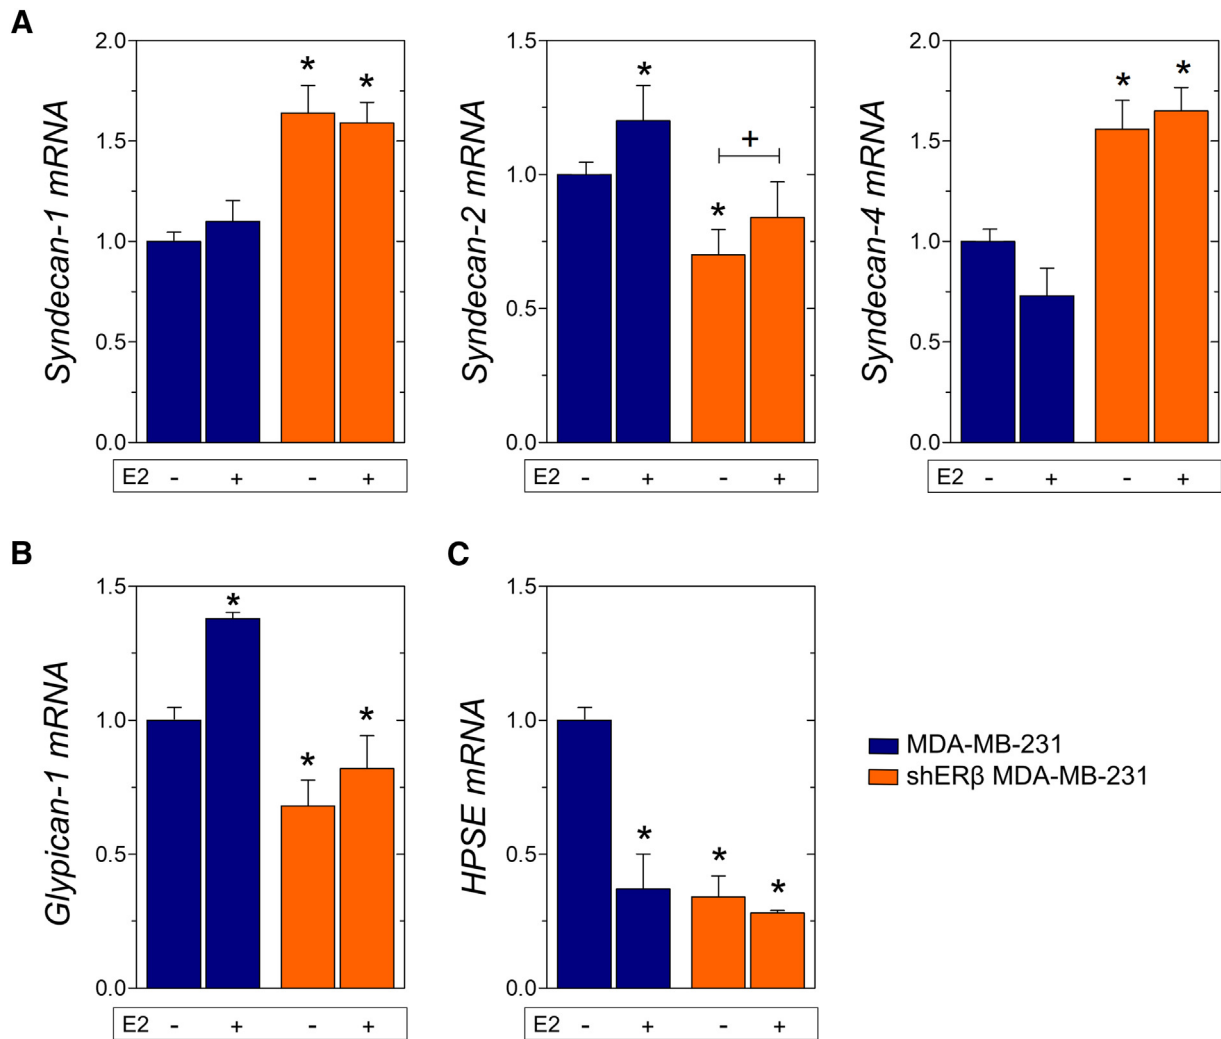 A
Syndecan-1 mRNA
2.0
1.5
1.0
0.5
0.0
* *
E2 - + - +
Syndecan-2 mRNA
1.5
1.0
0.5
0.0
* * +
E2 - + - +
Syndecan-4 mRNA
2.0
1.5
1.0
0.5
0.0
* *
E2 - + - +
B
Glypican-1 mRNA
1.5
1.0
0.5
0.0
* * *
E2 - + - +
C
HPSE mRNA
1.5
1.0
0.5
0.0
* * *
E2 - + - +
MDA-MB-231
shERβ MDA-MB-231